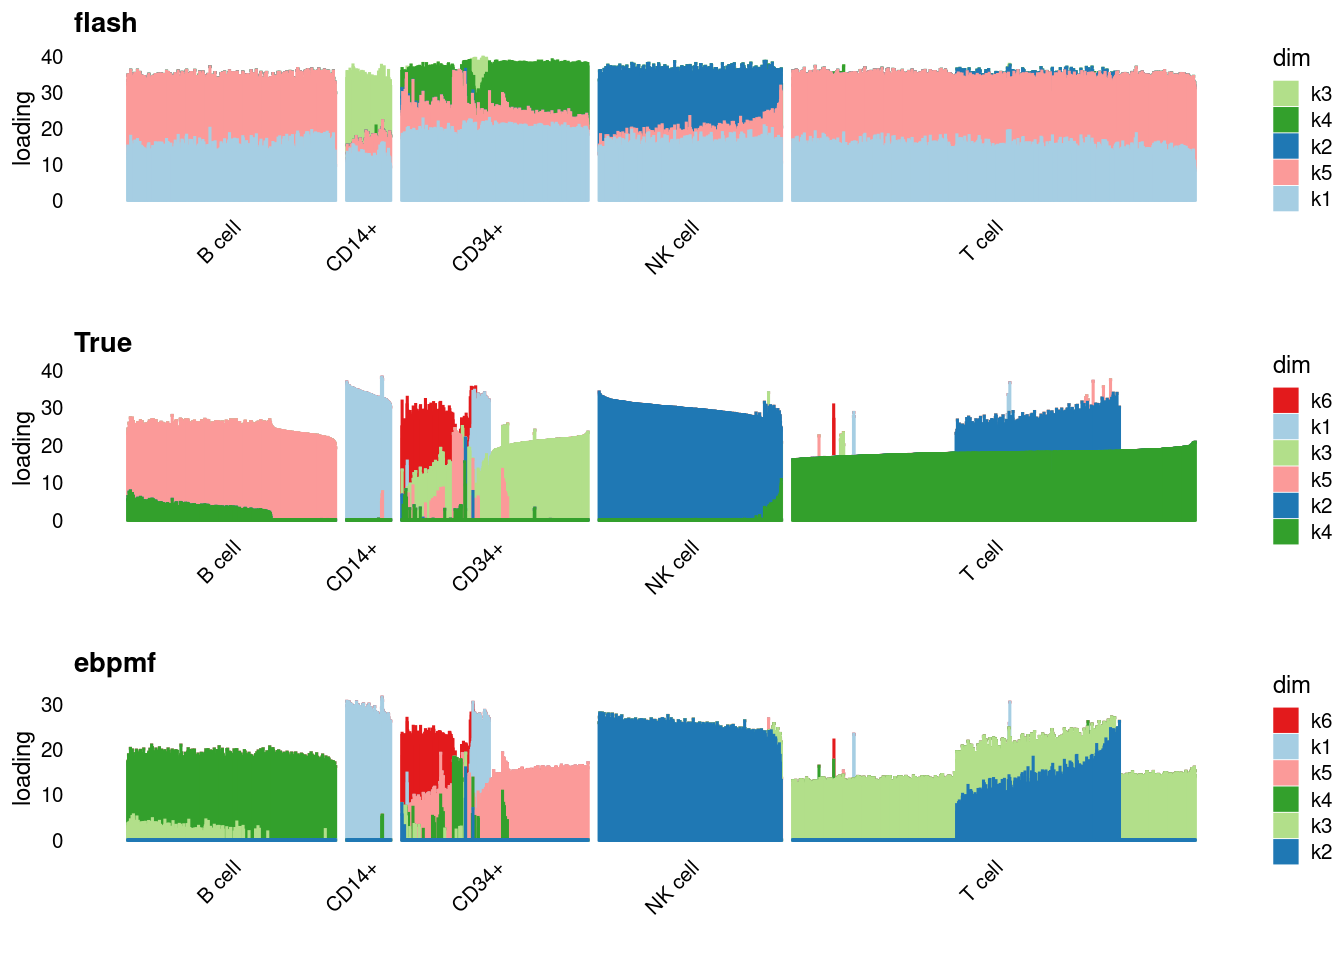 flash
dim
40
30
20
10
0
loading
k3
k4
k2
k5
k1
B cell
CD14+
CD34+
NK cell
T cell
True
dim
40
30
20
10
0
loading
k6
k1
k3
k5
k2
k4
B cell
CD14+
CD34+
NK cell
T cell
ebpmf
dim
30
20
10
0
loading
k6
k1
k5
k4
k3
k2
B cell
CD14+
CD34+
NK cell
T cell